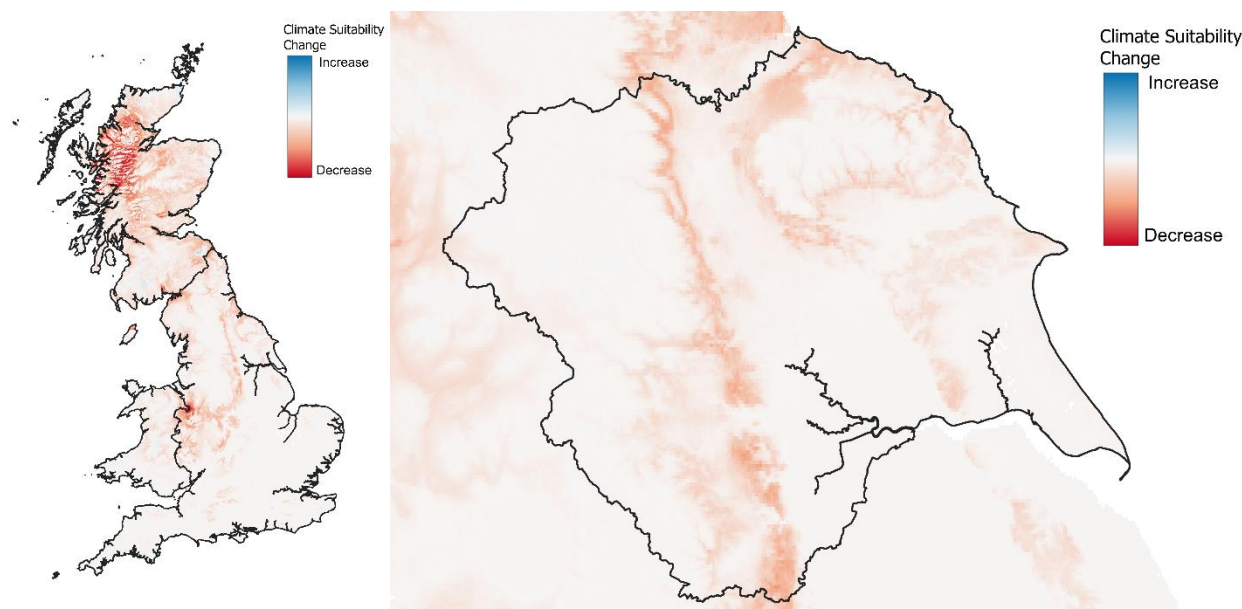 Climate Suitability
Change
Increase
Decrease
Climate Suitability
Change
Increase
Decrease